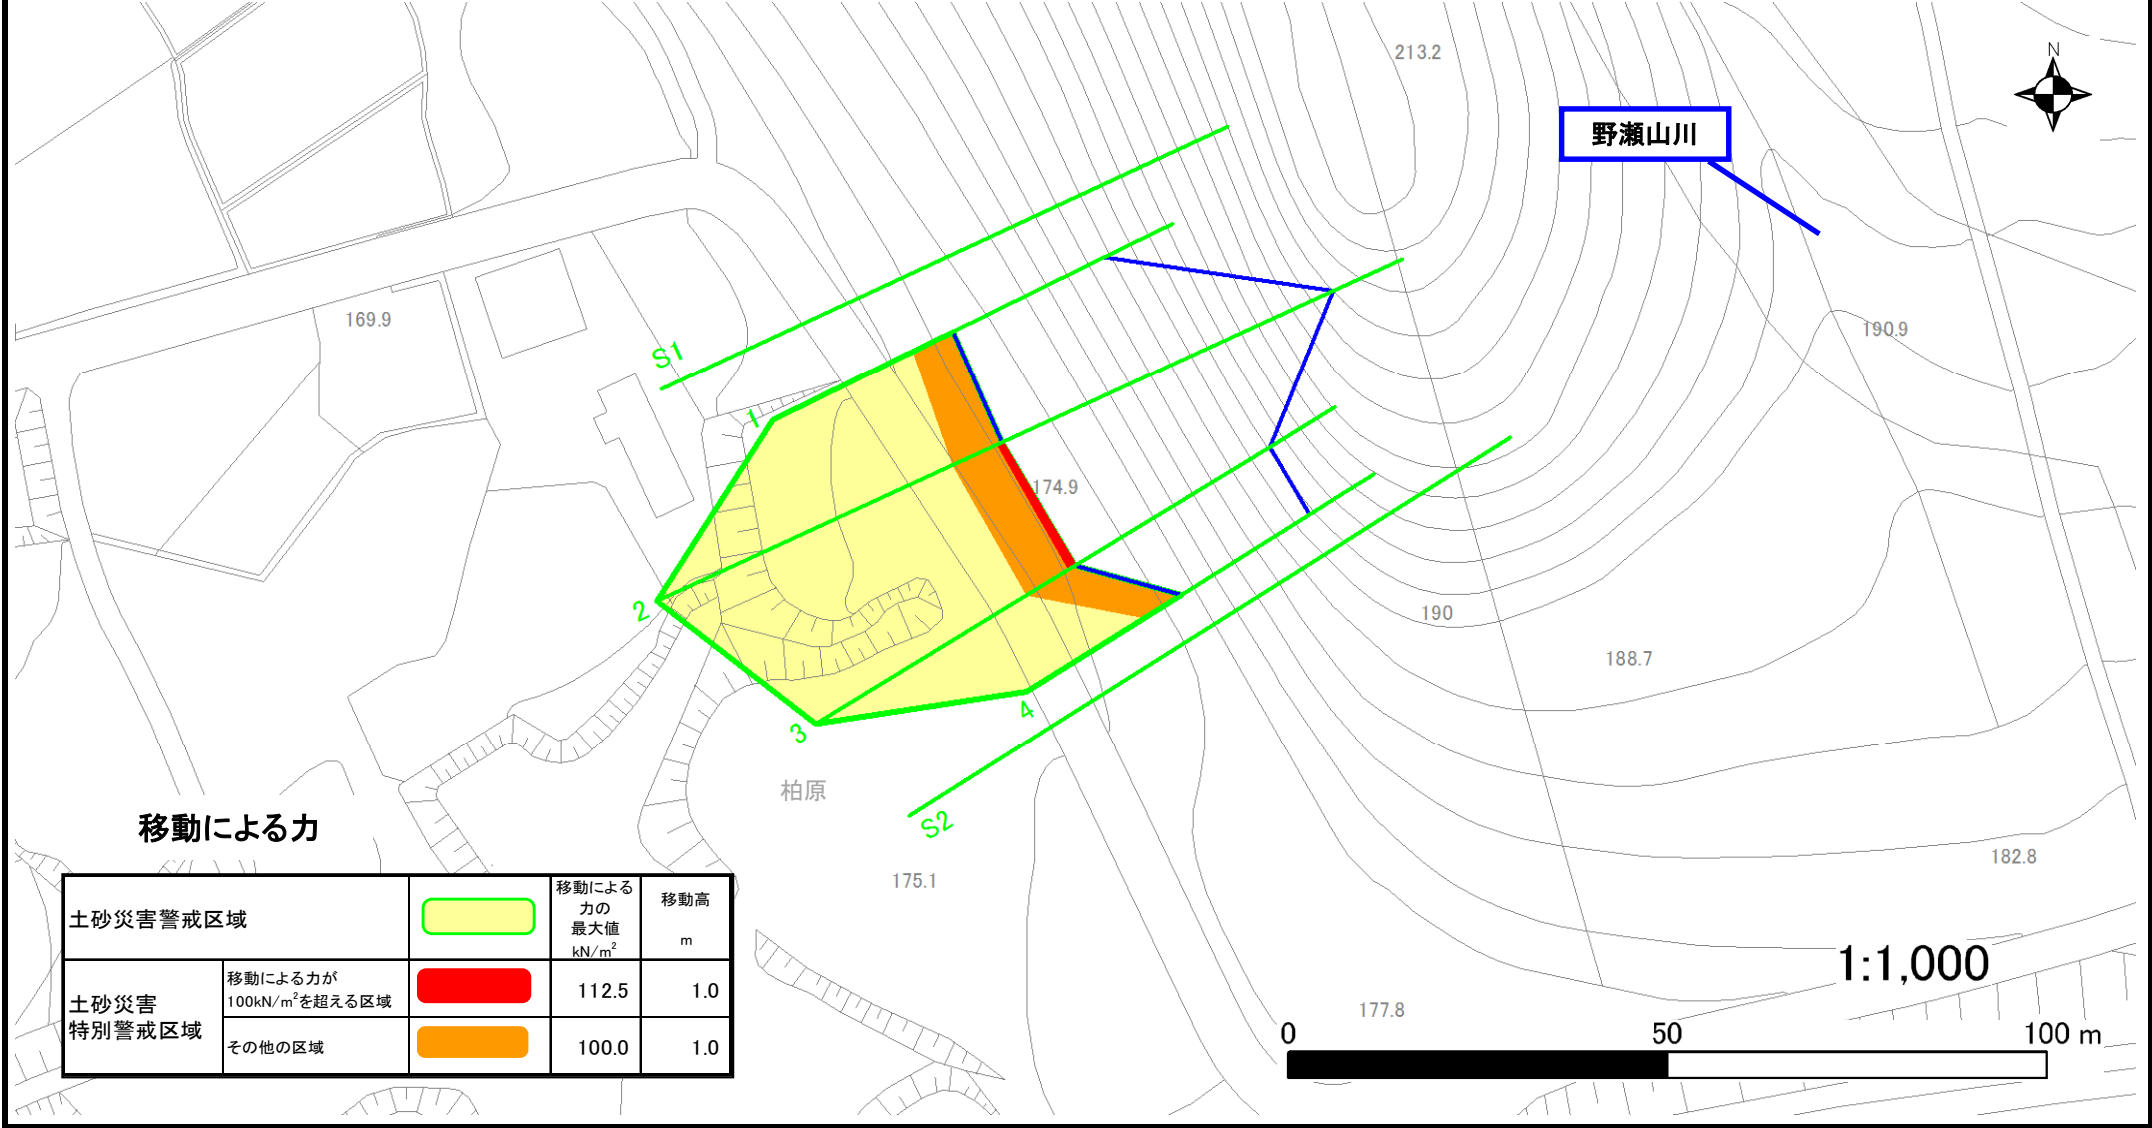 213.2
N
野瀬山川
169.9
190.9
S1
1
174.9
2
190
3
4
188.7
柏原
S2
175.1
182.8
177.8
移動による力
土砂災害警戒区域
移動による
力の
最大値
kN/m²
移動高
m
土砂災害
特別警戒区域
移動による力が
100kN/m²を超える区域
112.5
1.0
その他の区域
100.0
1.0
1:1,000
0 50 100 m